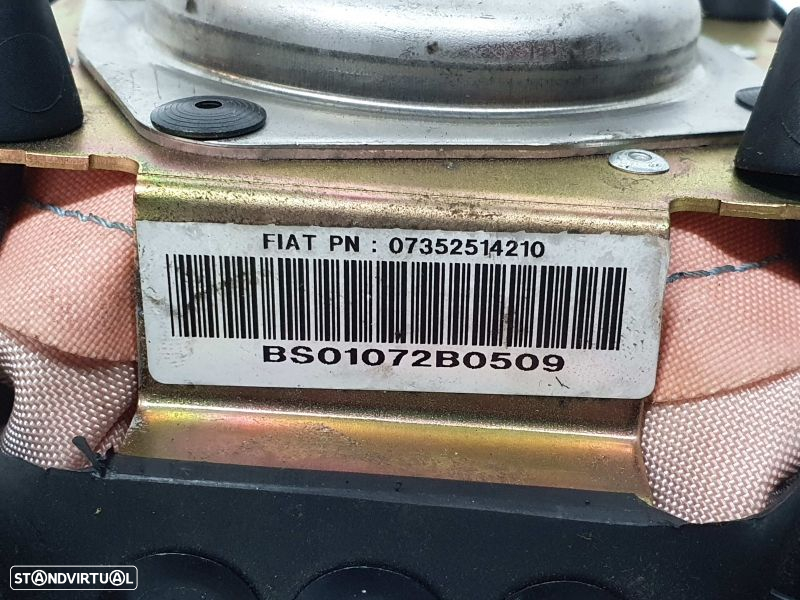 FIAT PN : 07352514210
BS01072B0509
STANDVIRTUAL